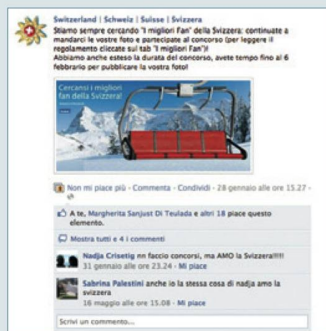 Switzerland | Schweiz | Suisse | Svizzera
Stiamo sempre cercando "I migliori Fan" della Svizzera: continuate a
mandarci le vostre foto e partecipate al concorso (per leggere il
regolamento cliccate sul tab "I migliori Fan")!
Abbiamo anche esteso la durata del concorso, avete tempo fino al 6
febbrario per pubblicare la vostra foto!
Cercansi i migliori
fan della Svizzera!
Non mi piace più · Commenta · Condividi · 28 gennaio alle ore 15.27 ·
A te, Margherita Sanjust Di Teulada e altri 18 piace questo
elemento.
Mostra tutti e 4 i commenti
Nadja Crisetig nn faccio concorsi, ma AMO la Svizzera!!!!!
31 gennaio alle ore 23.24 · Mi piace
Sabrina Palestini anche io la stessa cosa di nadja amo la
svizzera
16 maggio alle ore 15.08 · Mi piace
Scrivi un commento...